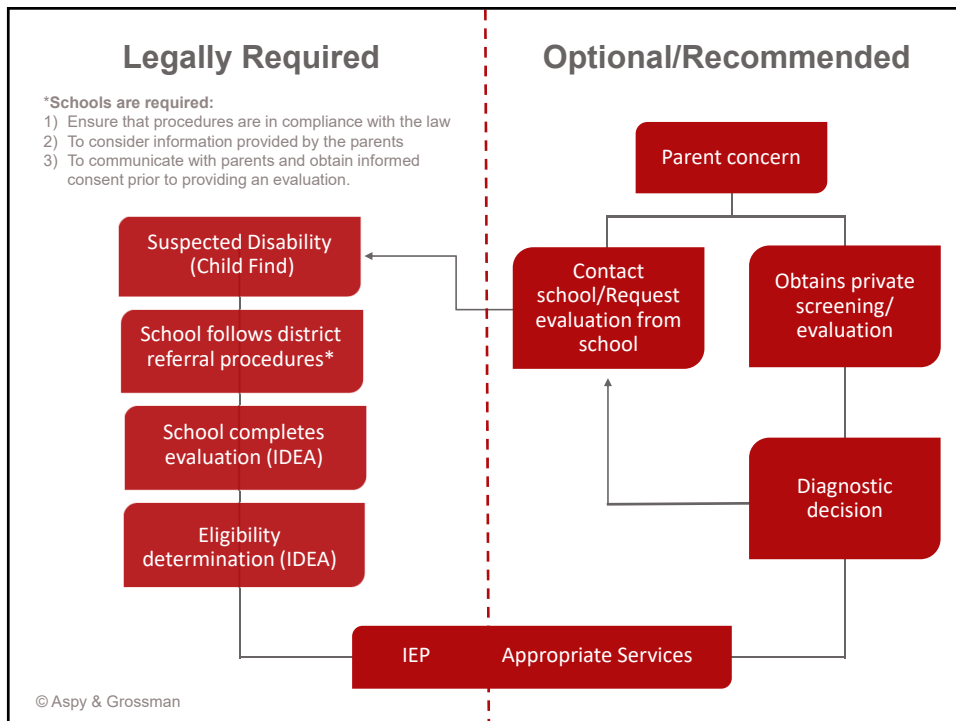 Legally Required
*Schools are required:
1) Ensure that procedures are in compliance with the law
2) To consider information provided by the parents
3) To communicate with parents and obtain informed
consent prior to providing an evaluation.
Suspected Disability
(Child Find)
School follows district
referral procedures*
School completes
evaluation (IDEA)
Eligibility
determination (IDEA)
Optional/Recommended
Parent concern
Contact
school/Request
evaluation from
school
Obtains private
screening/
evaluation
Diagnostic
decision
IEP Appropriate Services
© Aspy & Grossman